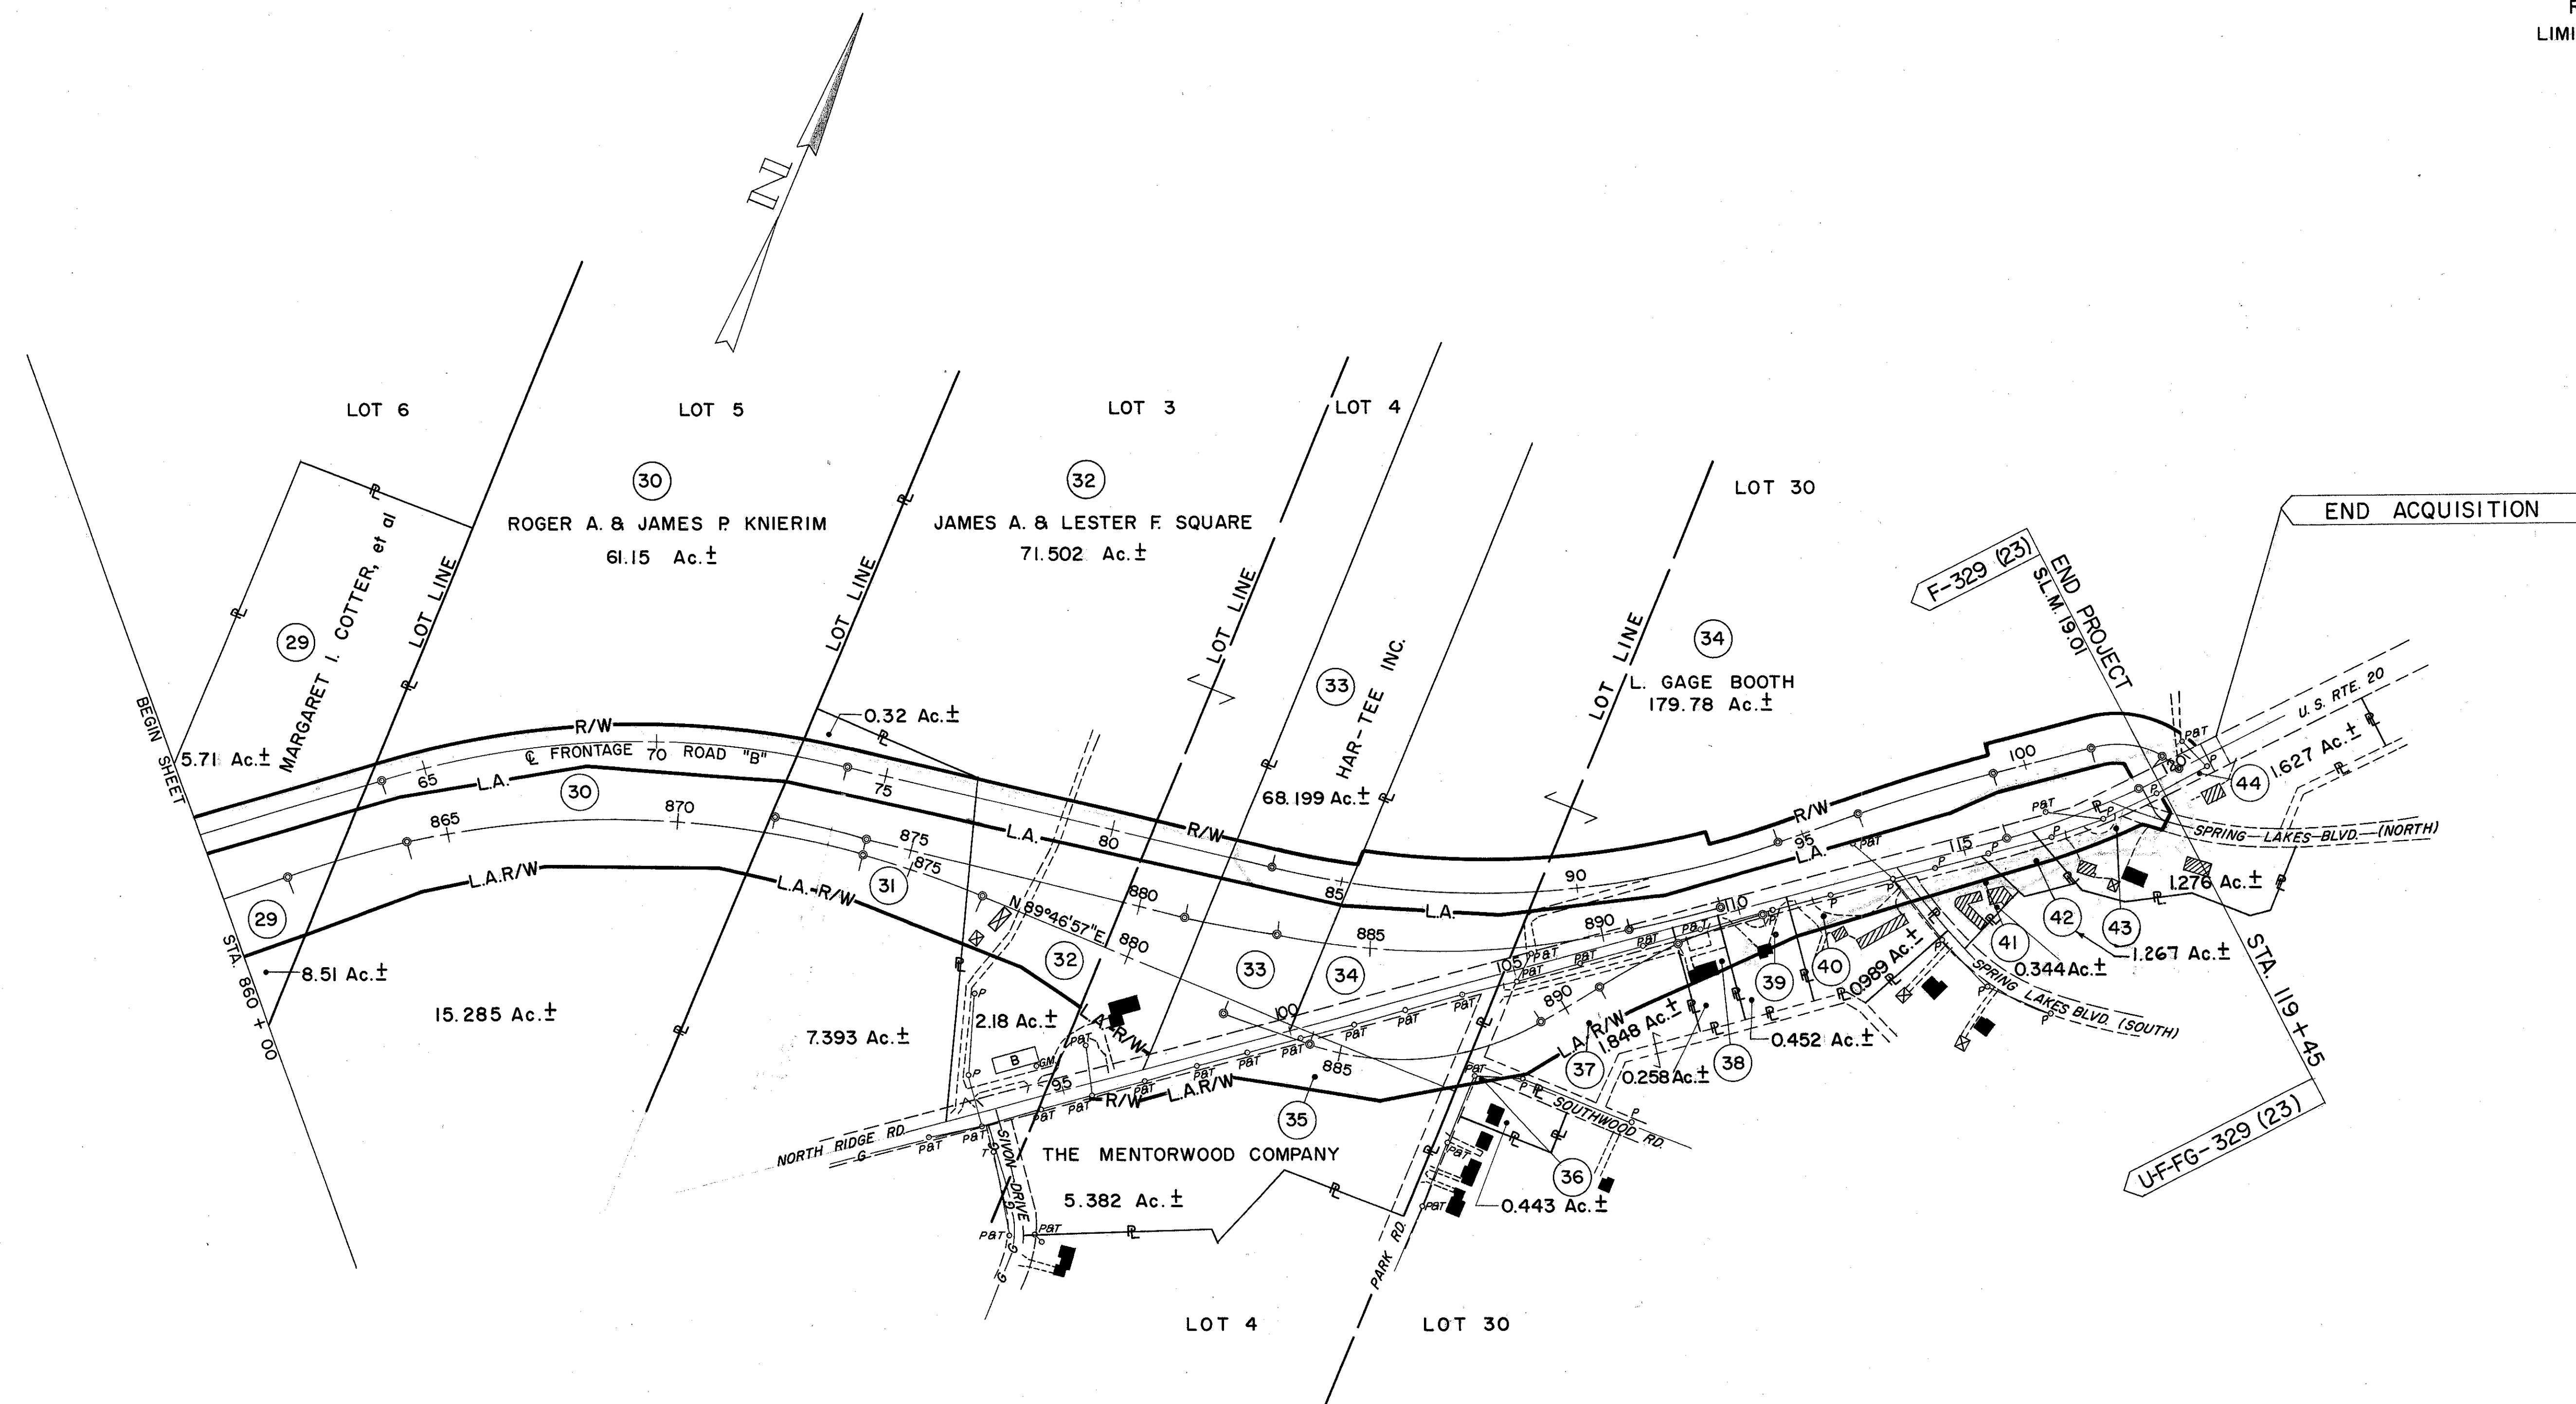 LIMI
N
LOT 6
LOT 5
LOT 3
LOT 4
LOT 30
30
ROGER A. & JAMES P. KNIERIM
61.15 Ac.±
32
JAMES A. & LESTER F. SQUARE
71.502 Ac.±
END ACQUISITION
F-329 (23)
END PROJECT
S.L.M. 19.01
29
MARGARET I. COTTER, et al
5.71 Ac.±
LOT LINE
LOT LINE
LOT LINE
LOT LINE
33
HAR-TEE INC.
68.199 Ac.±
34
L. GAGE BOOTH
179.78 Ac.±
BEGIN SHEET
STA. 860 + 00
R/W
℄ FRONTAGE 70 ROAD "B"
0.32 Ac.±
65
L.A.
30
75
865
870
875
875
80
L.A.
R/W
85
L.A.
90
R/W
95
L.A.
100
U.S. RTE. 20
1.627 Ac.±
44
120
SPRING LAKES BLVD. (NORTH)
29
L.A.R/W
L.A.-R/W
31
N 89°46'57"E.
880
880
32
33
34
885
890
105
110
115
8.51 Ac.±
15.285 Ac.±
7.393 Ac.±
2.18 Ac.±
B
GM
95
100
L.A.-R/W
885
890
L.A.R/W
37
1.848 Ac.±
0.258 Ac.±
38
0.452 Ac.±
39
40
0.989 Ac.±
41
0.344 Ac.±
42
1.267 Ac.±
43
1.276 Ac.±
SPRING LAKES BLVD. (SOUTH)
STA. 119+45
U-F-FG-329 (23)
NORTH RIDGE RD.
R/W
L.A.R/W
35
SIVON DRIVE
THE MENTORWOOD COMPANY
5.382 Ac.±
SOUTHWOOD RD.
36
0.443 Ac.±
PARK RD.
LOT 4
LOT 30